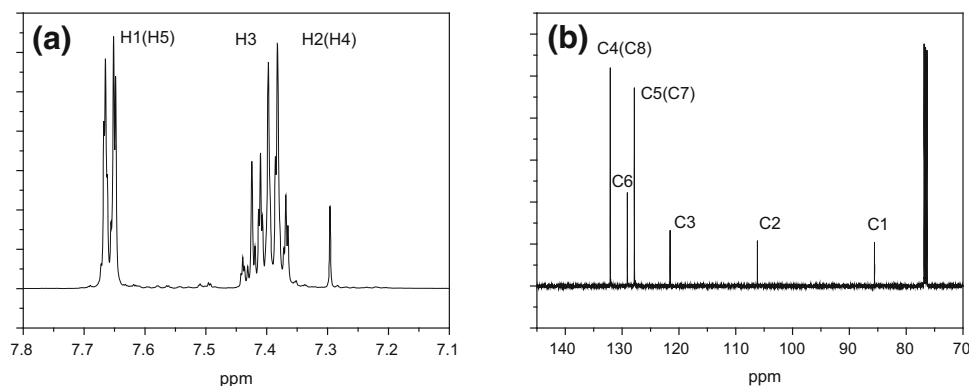 (a)
H1(H5)
H3
H2(H4)
7.8 7.7 7.6 7.5 7.4 7.3 7.2 7.1
ppm
(b)
C4(C8)
C5(C7)
C6
C3
C2
C1
140 130 120 110 100 90 80 70
ppm